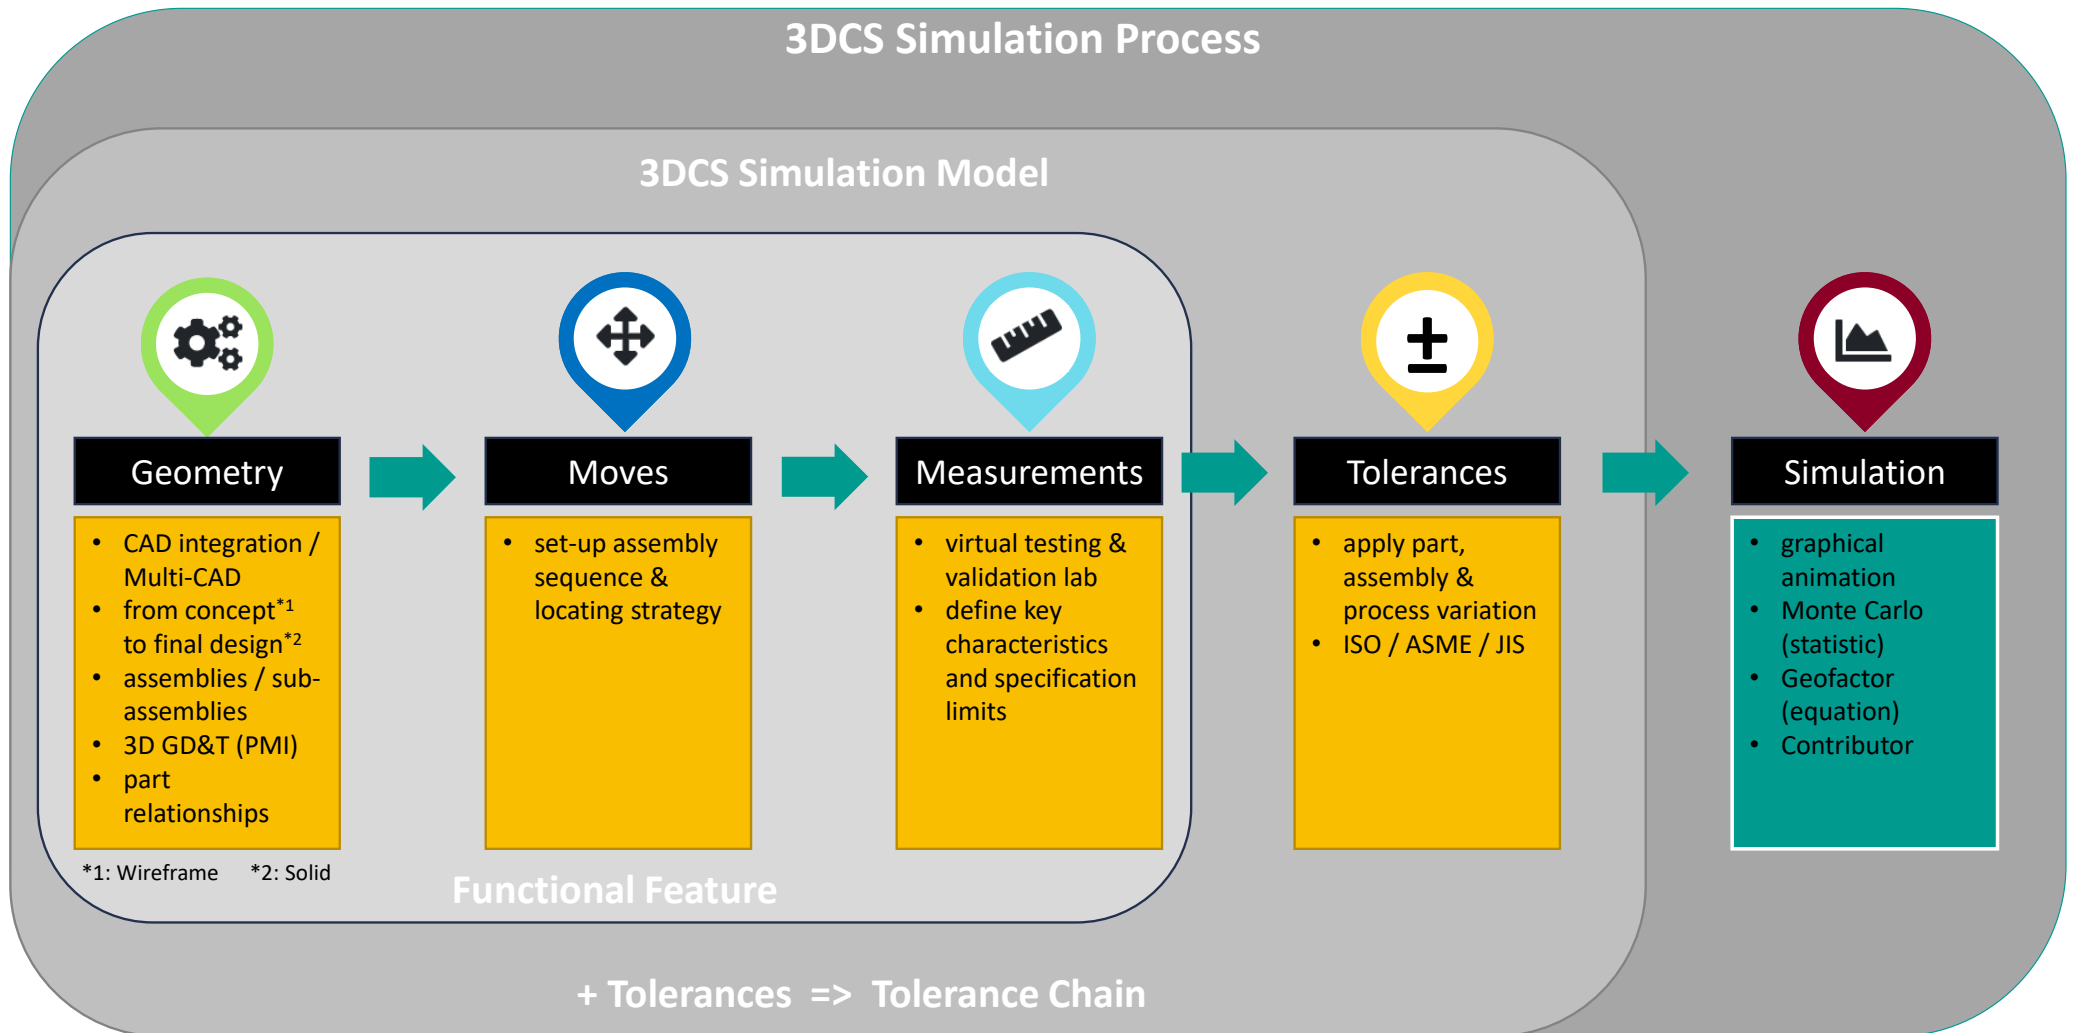 3DCS Simulation Process
3DCS Simulation Model
Geometry
• CAD integration /
Multi-CAD
• from concept*1
to final design*2
• assemblies / sub-
assemblies
• 3D GD&T (PMI)
• part
relationships
*1: Wireframe *2: Solid
Moves
• set-up assembly
sequence &
locating strategy
Measurements
• virtual testing &
validation lab
• define key
characteristics
and specification
limits
Tolerances
• apply part,
assembly &
process variation
• ISO / ASME / JIS
Simulation
• graphical
animation
• Monte Carlo
(statistic)
• Geofactor
(equation)
• Contributor
Functional Feature
+ Tolerances => Tolerance Chain